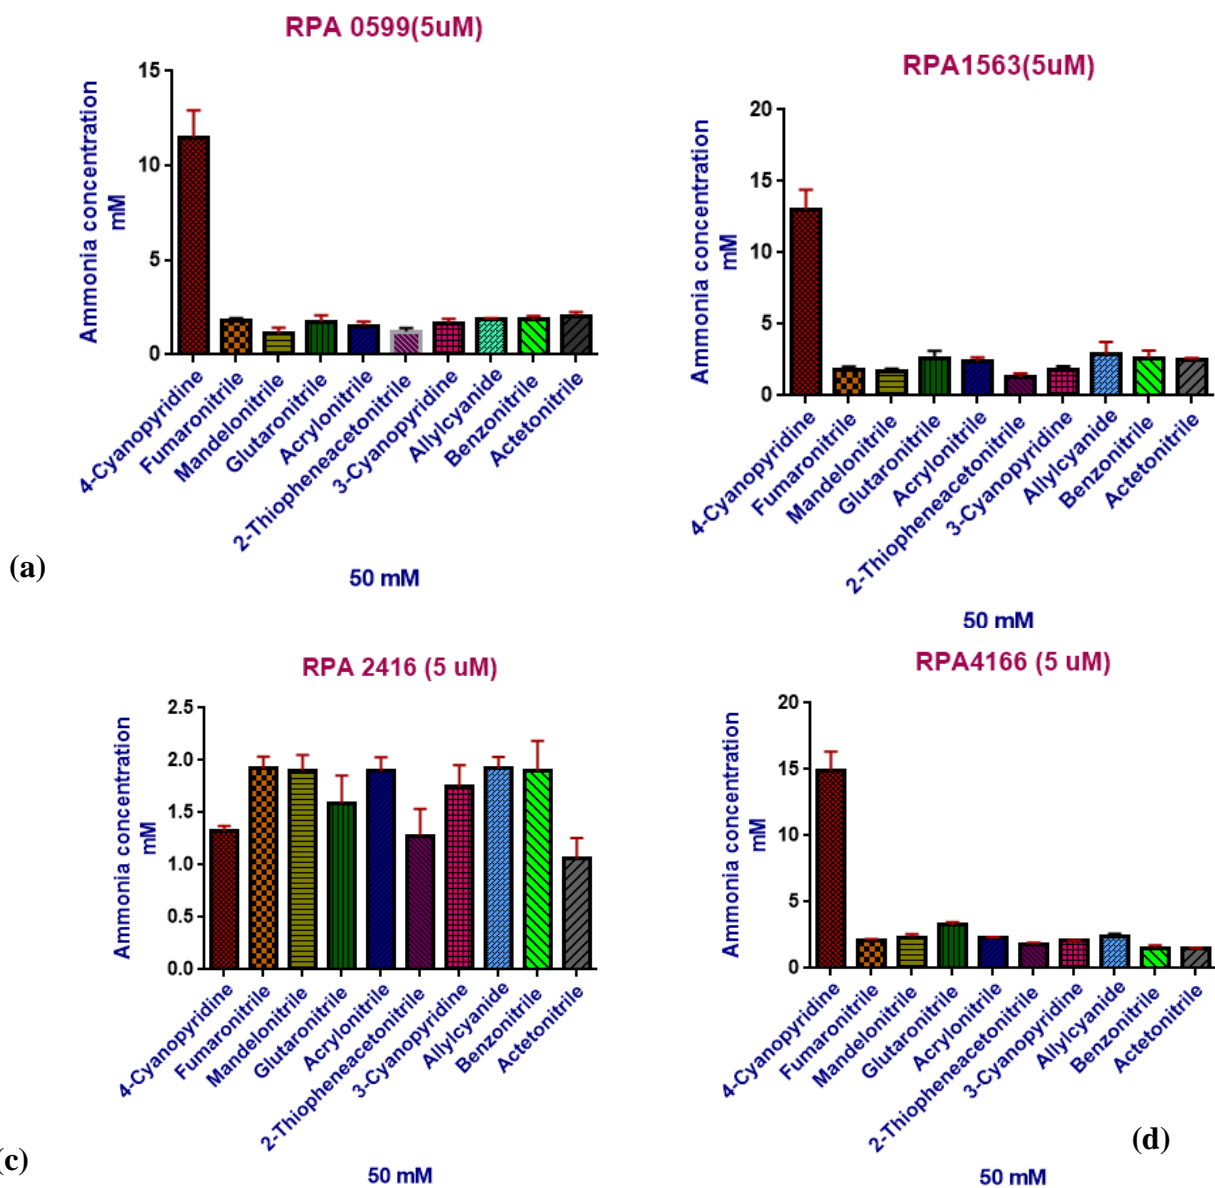 RPA 0599(5uM)
Ammonia concentration
mM
15
10
5
0
4-Cyanopyridine
Fumaronitrile
Mandelonitrile
Glutaronitrile
Acrylonitrile
2-Thiopheneacetonitrile
3-Cyanopyridine
Allylcyanide
Benzonitrile
Actetonitrile
50 mM
(a)
RPA1563(5uM)
Ammonia concentration
mM
20
15
10
5
0
4-Cyanopyridine
Fumaronitrile
Mandelonitrile
Glutaronitrile
Acrylonitrile
2-Thiopheneacetonitrile
3-Cyanopyridine
Allylcyanide
Benzonitrile
Actetonitrile
50 mM
RPA 2416 (5 uM)
Ammonia concentration
mM
2.5
2.0
1.5
1.0
0.5
0.0
4-Cyanopyridine
Fumaronitrile
Mandelonitrile
Glutaronitrile
Acrylonitrile
2-Thiopheneacetonitrile
3-Cyanopyridine
Allylcyanide
Benzonitrile
Actetonitrile
50 mM
(c)
RPA4166 (5 uM)
Ammonia concentration
mM
20
15
10
5
0
4-Cyanopyridine
Fumaronitrile
Mandelonitrile
Glutaronitrile
Acrylonitrile
2-Thiopheneacetonitrile
3-Cyanopyridine
Allylcyanide
Benzonitrile
Actetonitrile
50 mM
(d)